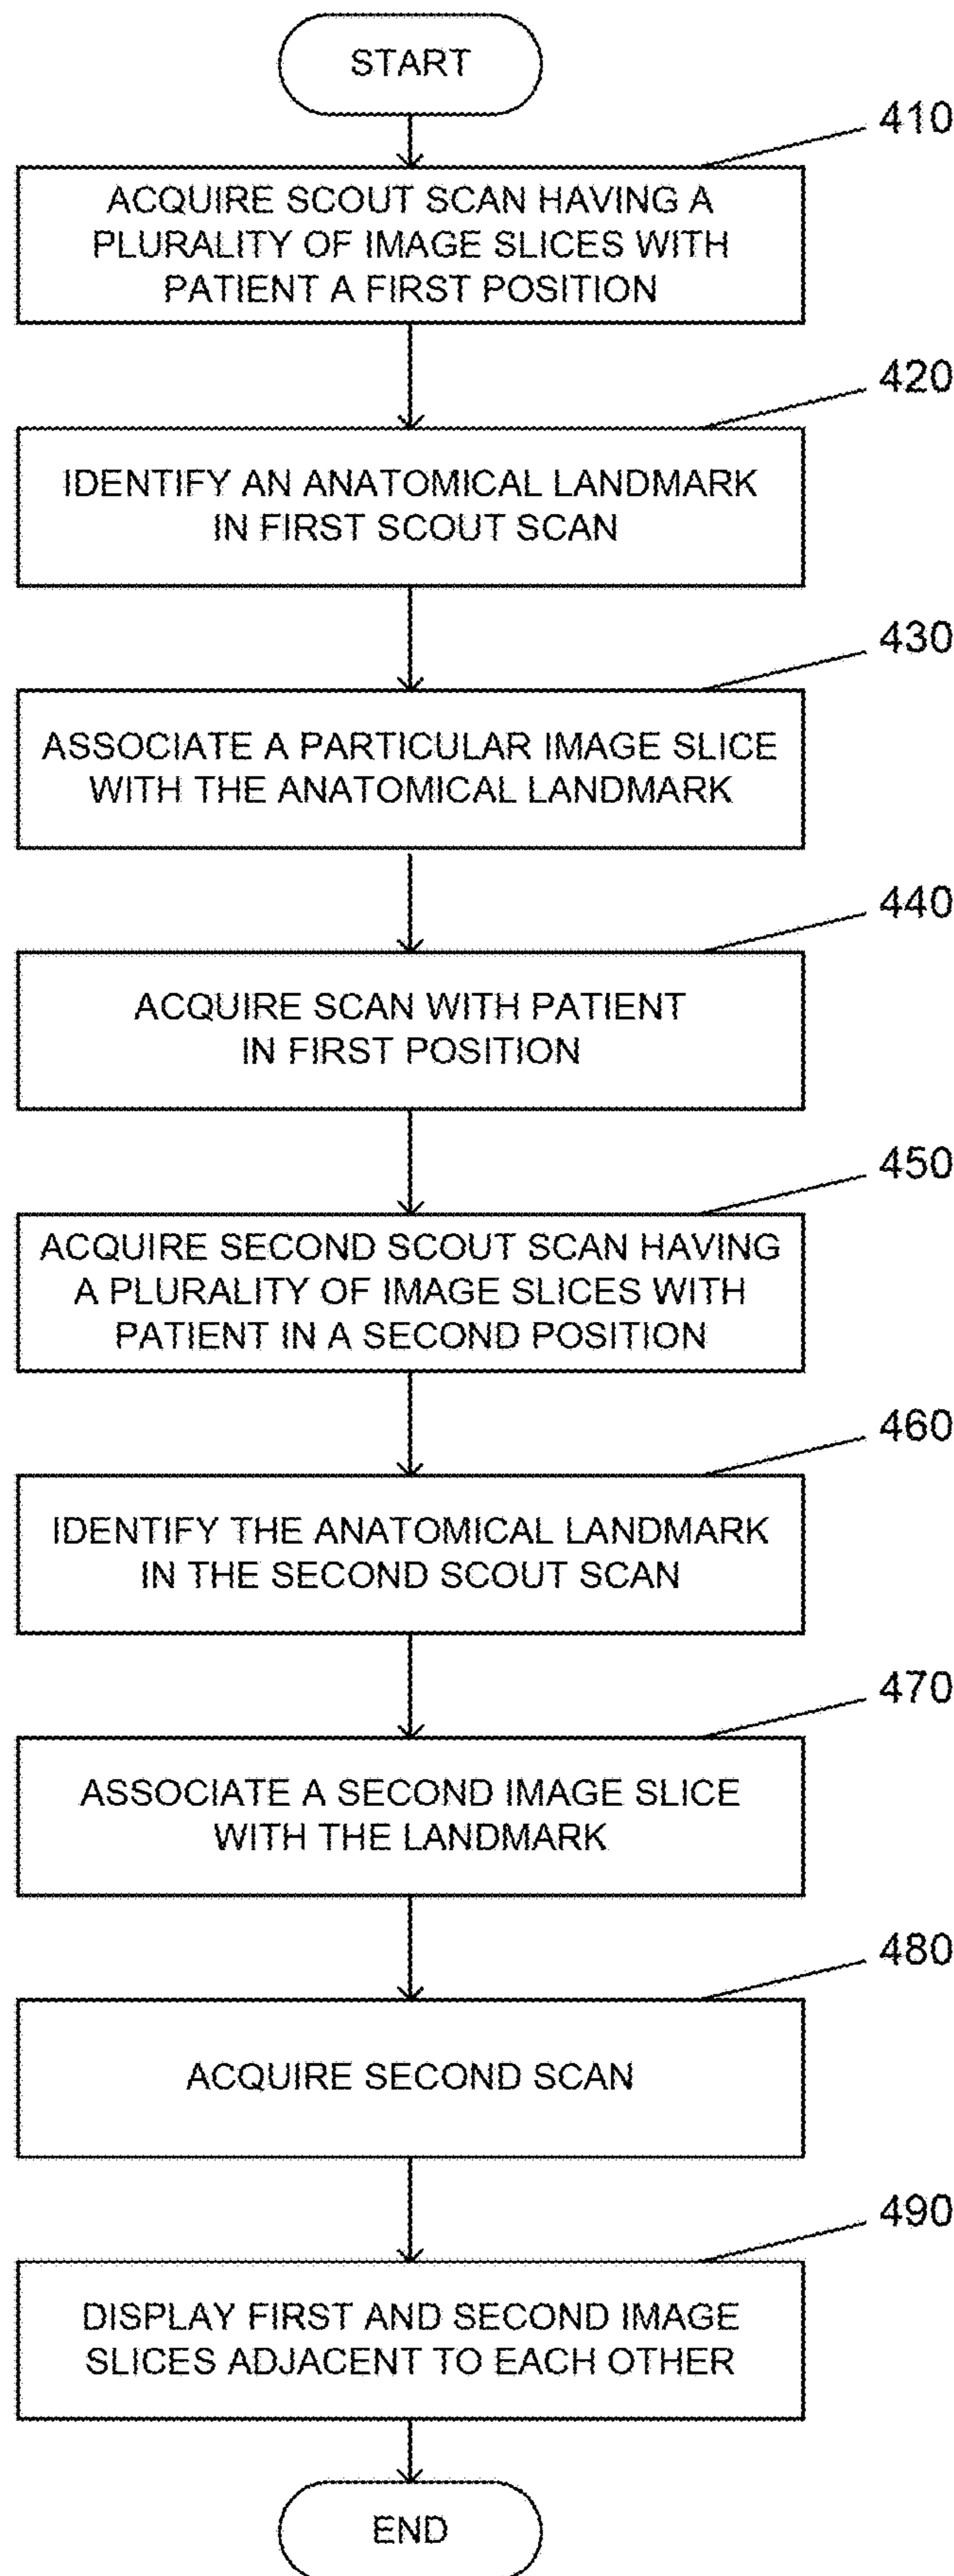 START
410
ACQUIRE SCOUT SCAN HAVING A
PLURALITY OF IMAGE SLICES WITH
PATIENT A FIRST POSITION
420
IDENTIFY AN ANATOMICAL LANDMARK
IN FIRST SCOUT SCAN
430
ASSOCIATE A PARTICULAR IMAGE SLICE
WITH THE ANATOMICAL LANDMARK
440
ACQUIRE SCAN WITH PATIENT
IN FIRST POSITION
450
ACQUIRE SECOND SCOUT SCAN HAVING
A PLURALITY OF IMAGE SLICES WITH
PATIENT IN A SECOND POSITION
460
IDENTIFY THE ANATOMICAL LANDMARK
IN THE SECOND SCOUT SCAN
470
ASSOCIATE A SECOND IMAGE SLICE
WITH THE LANDMARK
480
ACQUIRE SECOND SCAN
490
DISPLAY FIRST AND SECOND IMAGE
SLICES ADJACENT TO EACH OTHER
END